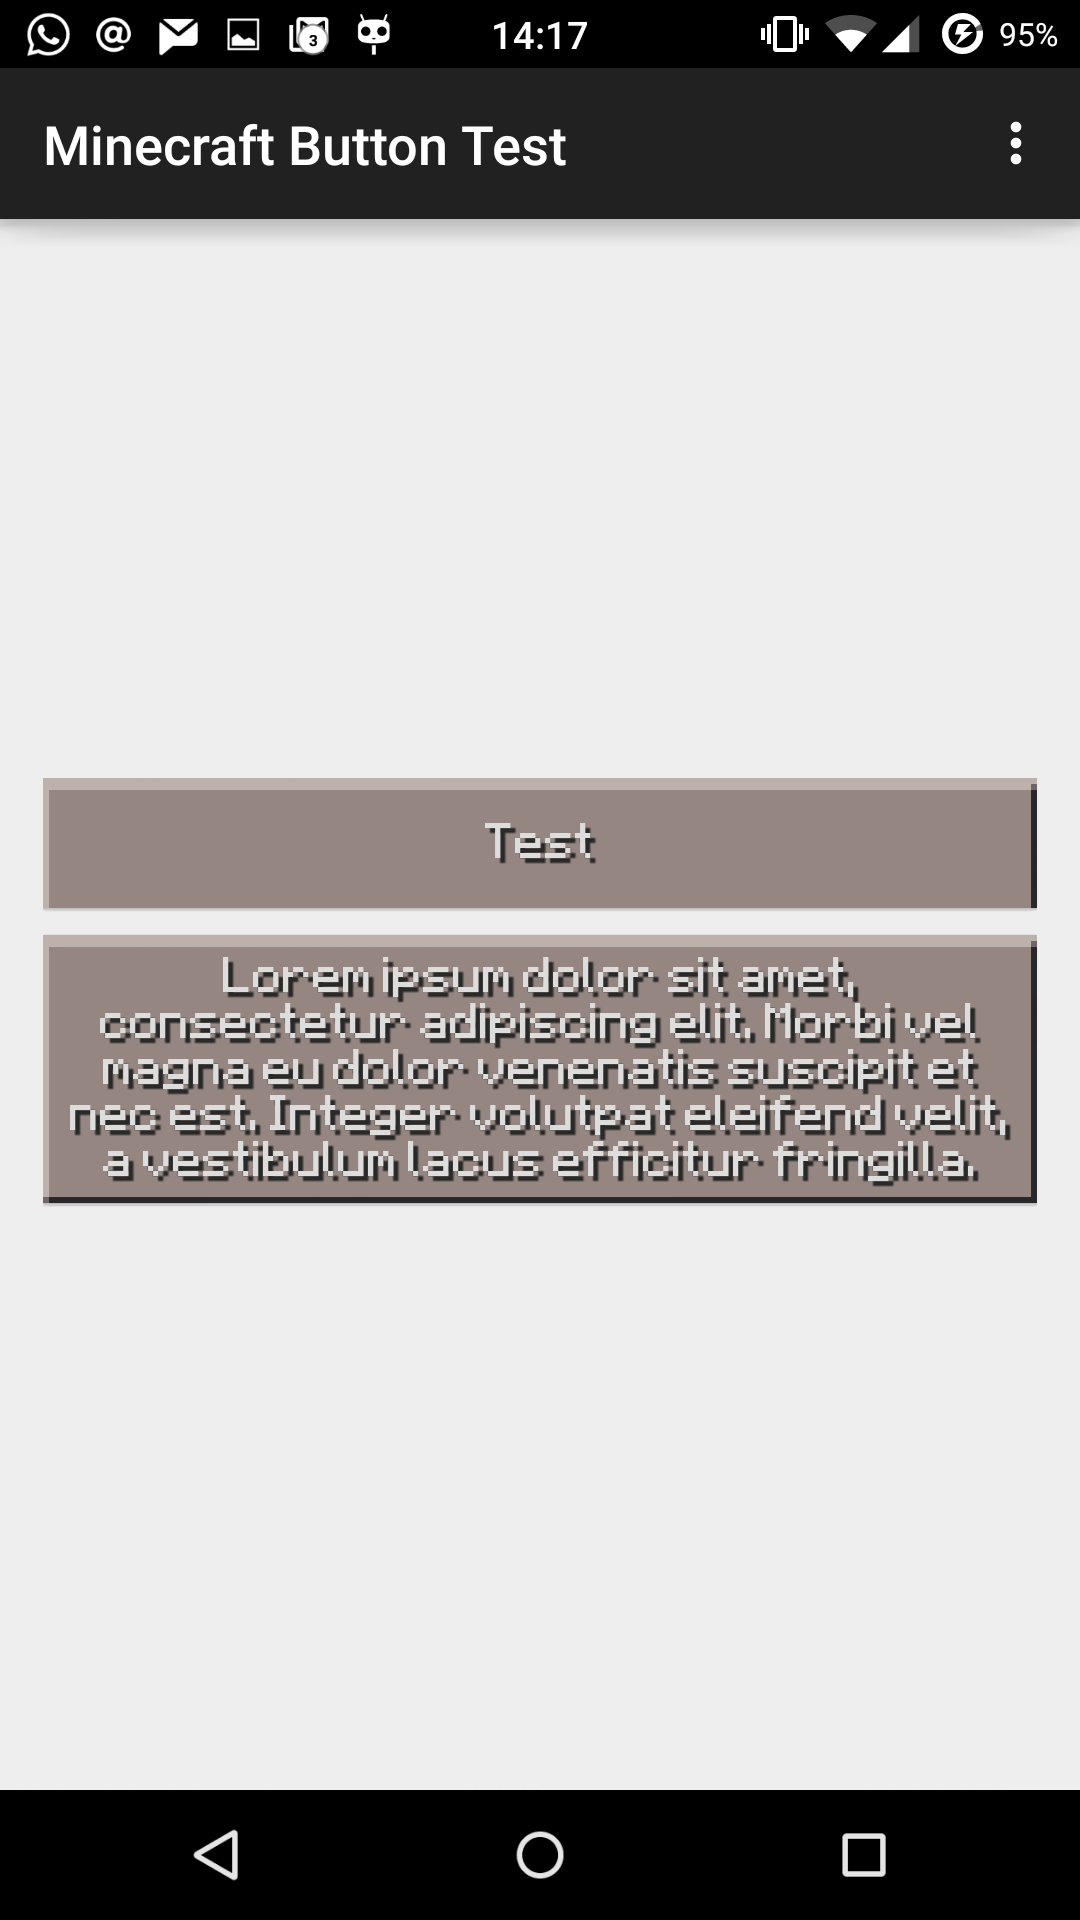 3 14:17 95%
Minecraft Button Test
Test
Lorem ipsum dolor sit amet,
consectetur adipiscing elit. Morbi vel
magna eu dolor venenatis suscipit et
nec est. Integer volutpat eleifend velit,
a vestibulum lacus efficitur fringilla.